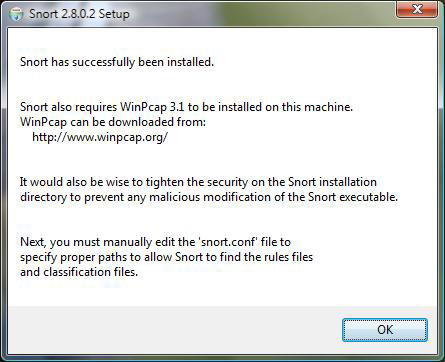 Snort 2.8.0.2 Setup
Snort has successfully been installed.
Snort also requires WinPcap 3.1 to be installed on this machine.
WinPcap can be downloaded from:
http://www.winpcap.org/
It would also be wise to tighten the security on the Snort installation
directory to prevent any malicious modification of the Snort executable.
Next, you must manually edit the 'snort.conf' file to
specify proper paths to allow Snort to find the rules files
and classification files.
OK